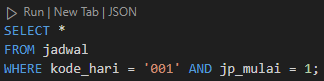 Run | New Tab | JSON
SELECT *
FROM jadwal
WHERE kode_hari = '001' AND jp_mulai = 1;